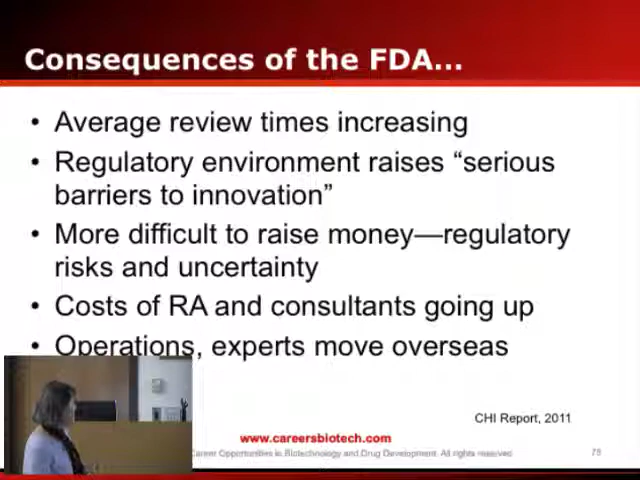 Consequences of the FDA...
• Average review times increasing
• Regulatory environment raises “serious
barriers to innovation”
• More difficult to raise money—regulatory
risks and uncertainty
• Costs of RA and consultants going up
• Operations, experts move overseas
CHI Report, 2011
www.careersbiotech.com
Career Opportunities in Biotechnology and Drug Development. All rights reserved.